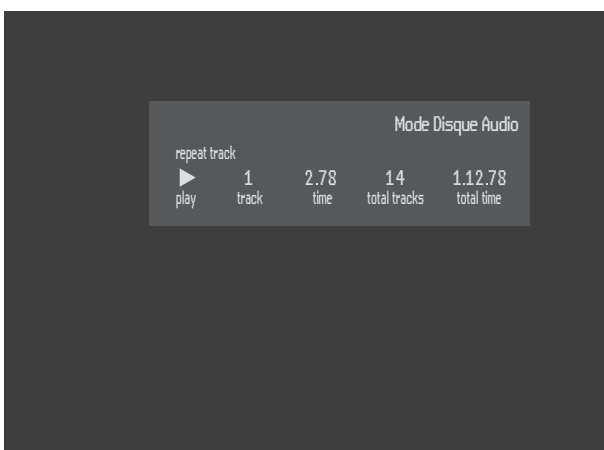 Mode Disque Audio
repeat track
1 2.78 14 1.12.78
play track time total tracks total time